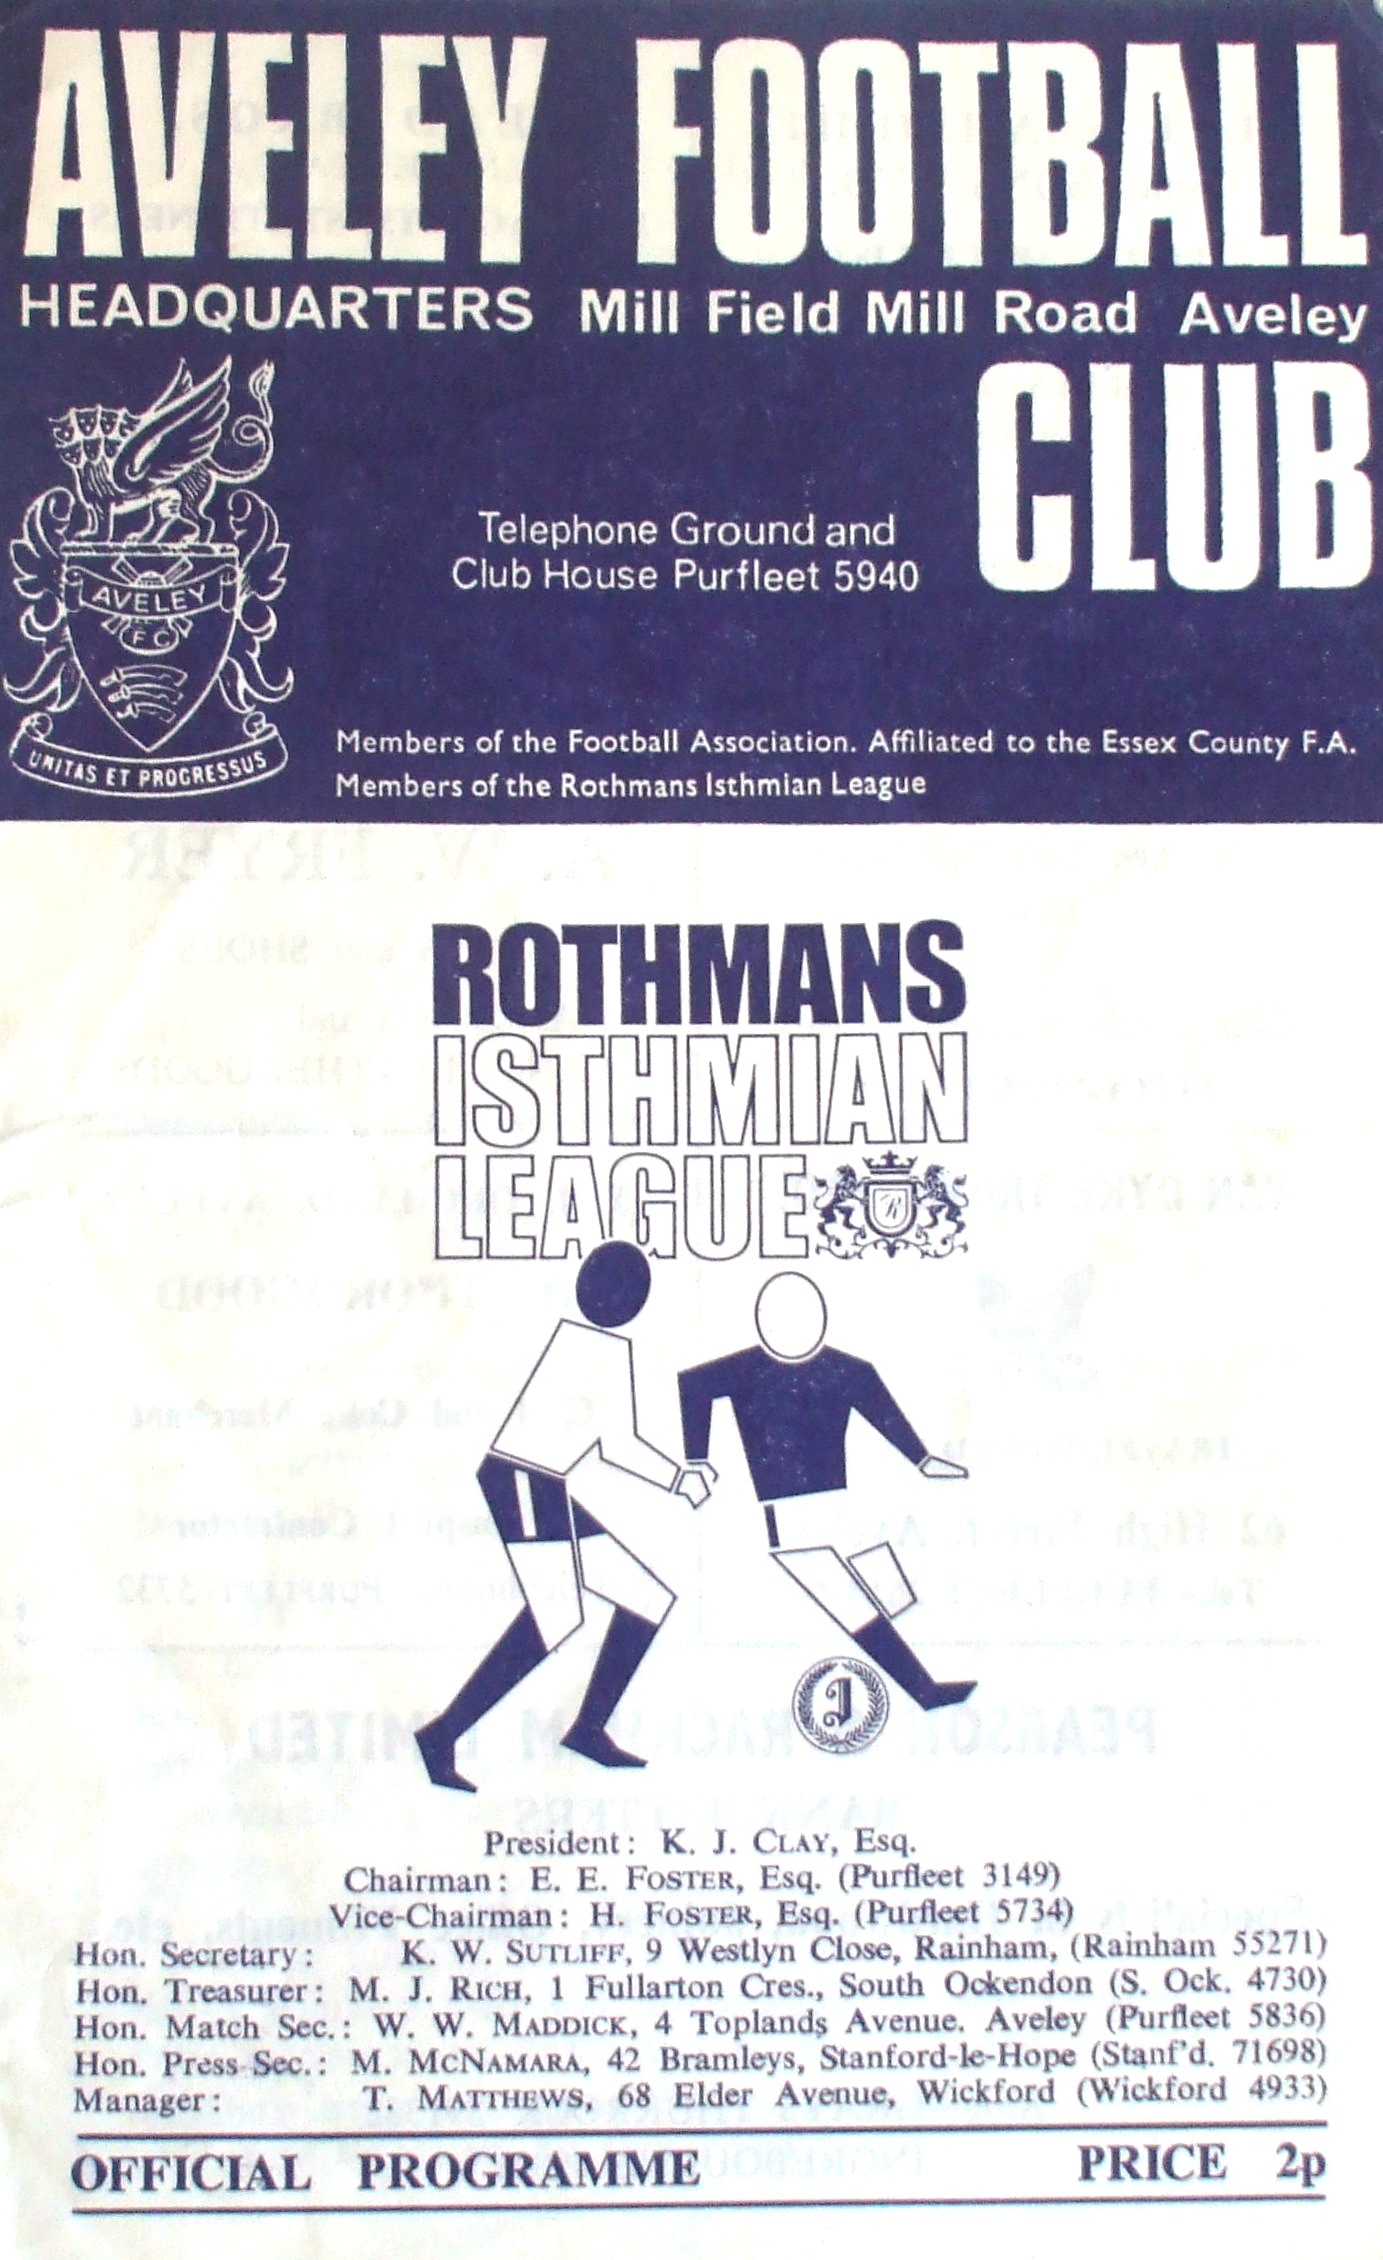 AVELEY FOOTBALL
HEADQUARTERS Mill Field Mill Road Aveley
CLUB
Telephone Ground and
Club House Purfleet 5940
AVELEY
F C
UNITAS ET PROGRESSUS
Members of the Football Association. Affiliated to the Essex County F.A.
Members of the Rothmans Isthmian League
ROTHMANS
ISTHMIAN
LEAGUE
R
I
President: K. J. CLAY, Esq.
Chairman: E. E. FOSTER, Esq. (Purfleet 3149)
Vice-Chairman: H. FOSTER, Esq. (Purfleet 5734)
Hon. Secretary: K. W. SUTLIFF, 9 Westlyn Close, Rainham, (Rainham 55271)
Hon. Treasurer: M. J. RICH, 1 Fullarton Cres., South Ockendon (S. Ock. 4730)
Hon. Match Sec.: W. W. MADDICK, 4 Toplands Avenue. Aveley (Purfleet 5836)
Hon. Press Sec.: M. MCNAMARA, 42 Bramleys, Stanford-le-Hope (Stanf'd. 71698)
Manager: T. MATTHEWS, 68 Elder Avenue, Wickford (Wickford 4933)
OFFICIAL PROGRAMME PRICE 2p